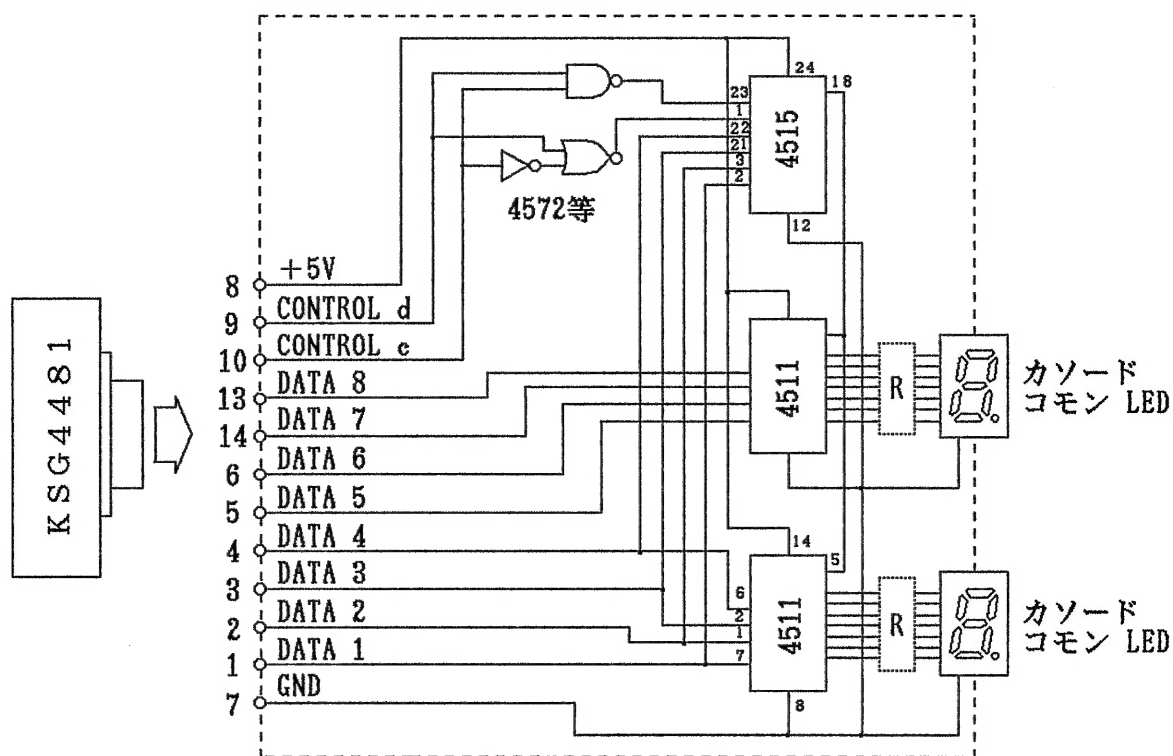 KSG4481
8 +5V
9 CONTROL d
10 CONTROL c
13 DATA 8
14 DATA 7
6 DATA 6
5 DATA 5
4 DATA 4
3 DATA 3
2 DATA 2
1 DATA 1
7 GND
4572等
24
18
23
1
22
21
3
2
4515
12
4511
R
カソード
コモン LED
14
5
6
2
1
7
4511
8
R
カソード
コモン LED